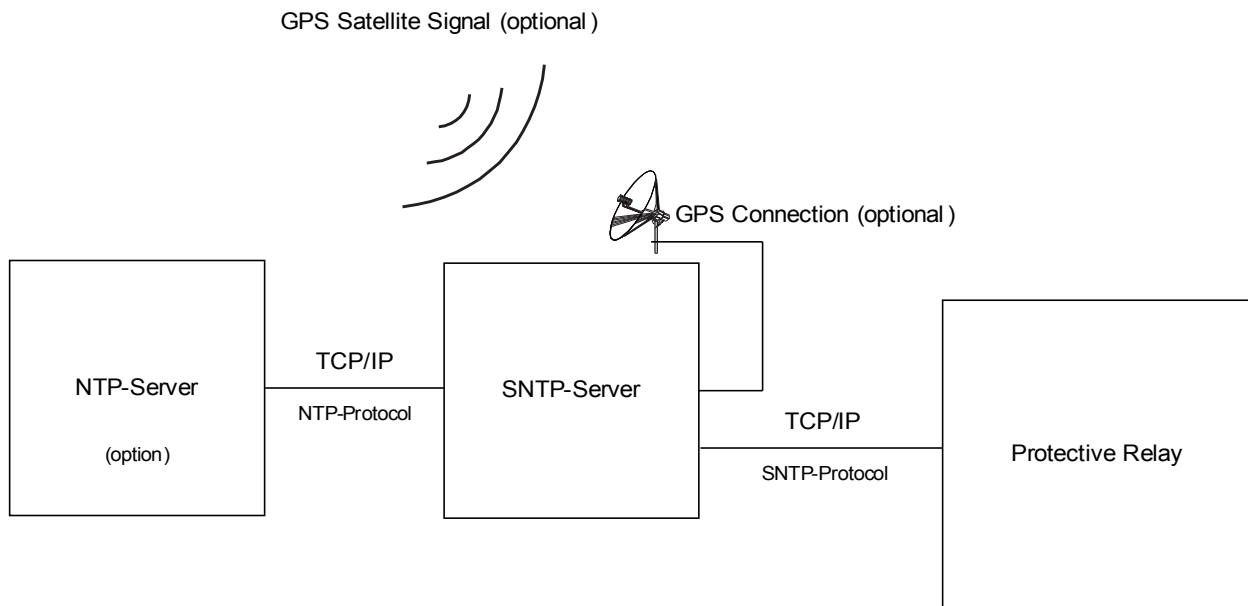 GPS Satellite Signal (optional)
GPS Connection (optional)
NTP-Server
(option)
TCP/IP
NTP-Protocol
SNTP-Server
TCP/IP
SNTP-Protocol
Protective Relay